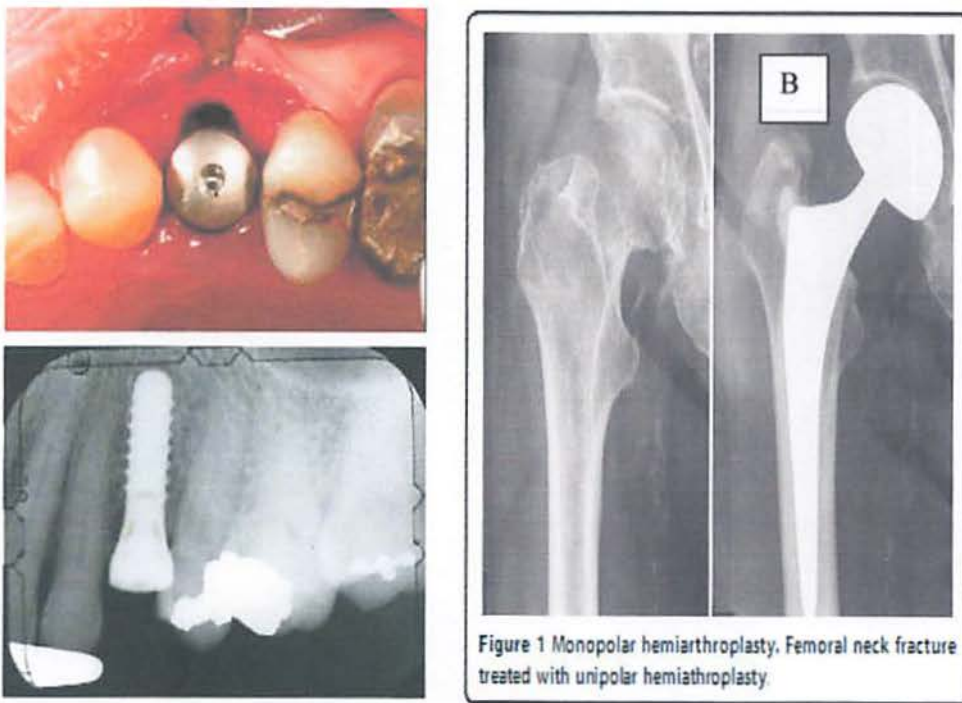 B
Figure 1 Monopolar hemiarthroplasty. Femoral neck fracture
treated with unipolar hemiathroplasty.